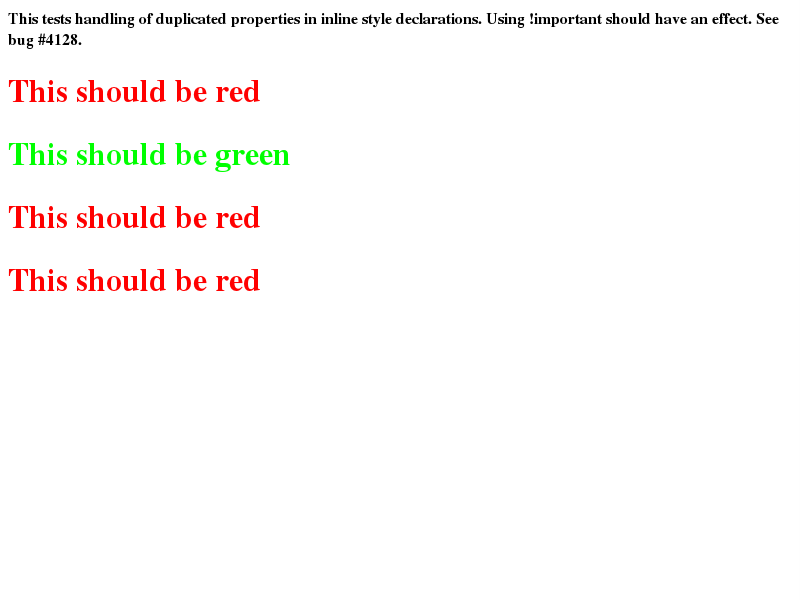 This tests handling of duplicated properties in inline style declarations. Using !important should have an effect. See
bug #4128.
This should be red
This should be green
This should be red
This should be red